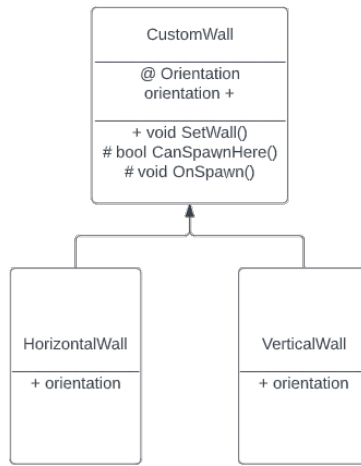 CustomWall
@ Orientation
orientation +
+ void SetWall()
# bool CanSpawnHere()
# void OnSpawn()
HorizontalWall
+ orientation
VerticalWall
+ orientation